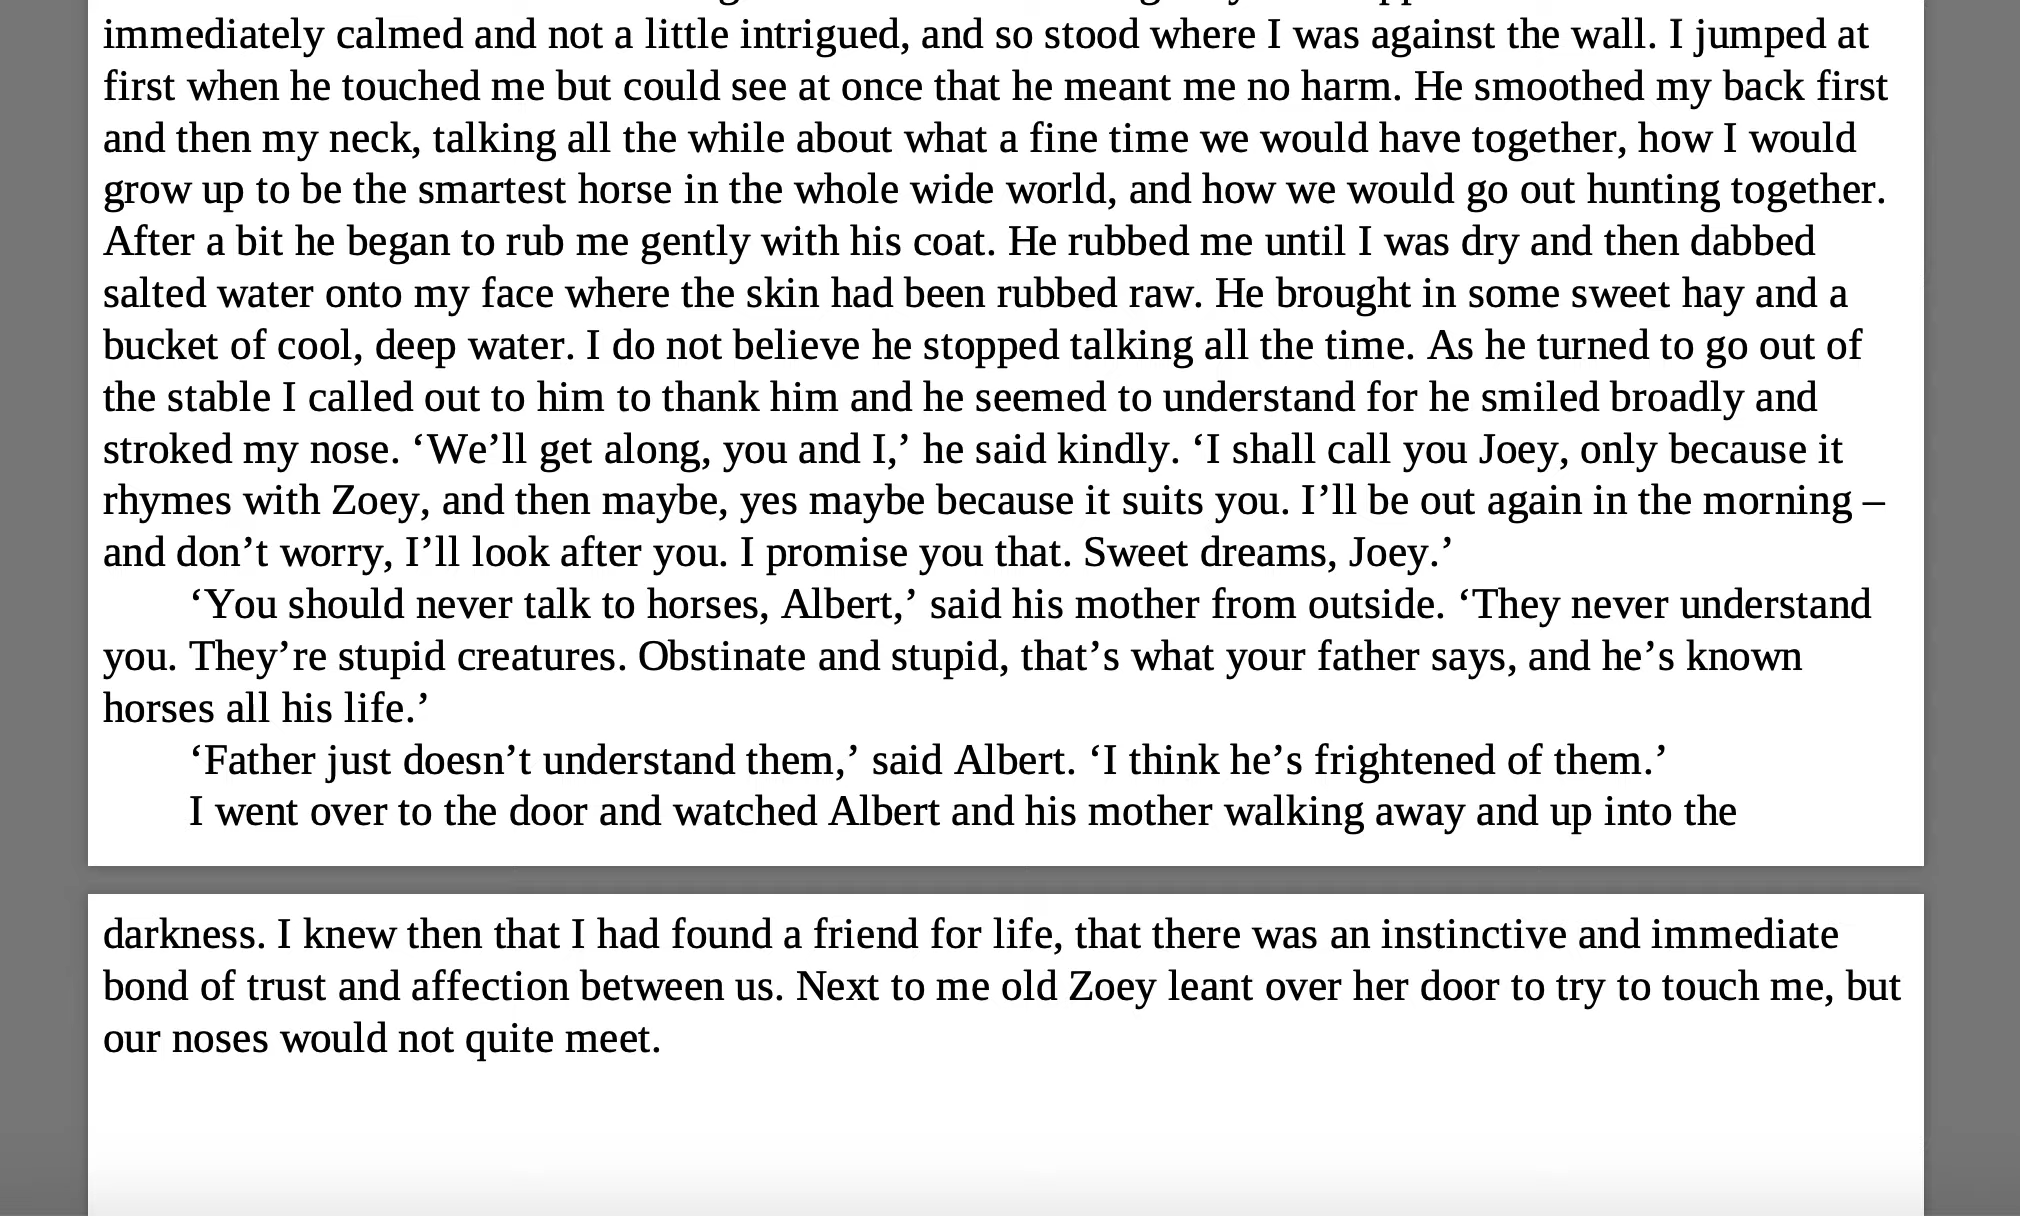 immediately calmed and not a little intrigued, and so stood where I was against the wall. I jumped at
first when he touched me but could see at once that he meant me no harm. He smoothed my back first
and then my neck, talking all the while about what a fine time we would have together, how I would
grow up to be the smartest horse in the whole wide world, and how we would go out hunting together.
After a bit he began to rub me gently with his coat. He rubbed me until I was dry and then dabbed
salted water onto my face where the skin had been rubbed raw. He brought in some sweet hay and a
bucket of cool, deep water. I do not believe he stopped talking all the time. As he turned to go out of
the stable I called out to him to thank him and he seemed to understand for he smiled broadly and
stroked my nose. ‘We’ll get along, you and I,’ he said kindly. ‘I shall call you Joey, only because it
rhymes with Zoey, and then maybe, yes maybe because it suits you. I’ll be out again in the morning –
and don’t worry, I’ll look after you. I promise you that. Sweet dreams, Joey.’
‘You should never talk to horses, Albert,’ said his mother from outside. ‘They never understand
you. They’re stupid creatures. Obstinate and stupid, that’s what your father says, and he’s known
horses all his life.’
‘Father just doesn’t understand them,’ said Albert. ‘I think he’s frightened of them.’
I went over to the door and watched Albert and his mother walking away and up into the
darkness. I knew then that I had found a friend for life, that there was an instinctive and immediate
bond of trust and affection between us. Next to me old Zoey leant over her door to try to touch me, but
our noses would not quite meet.